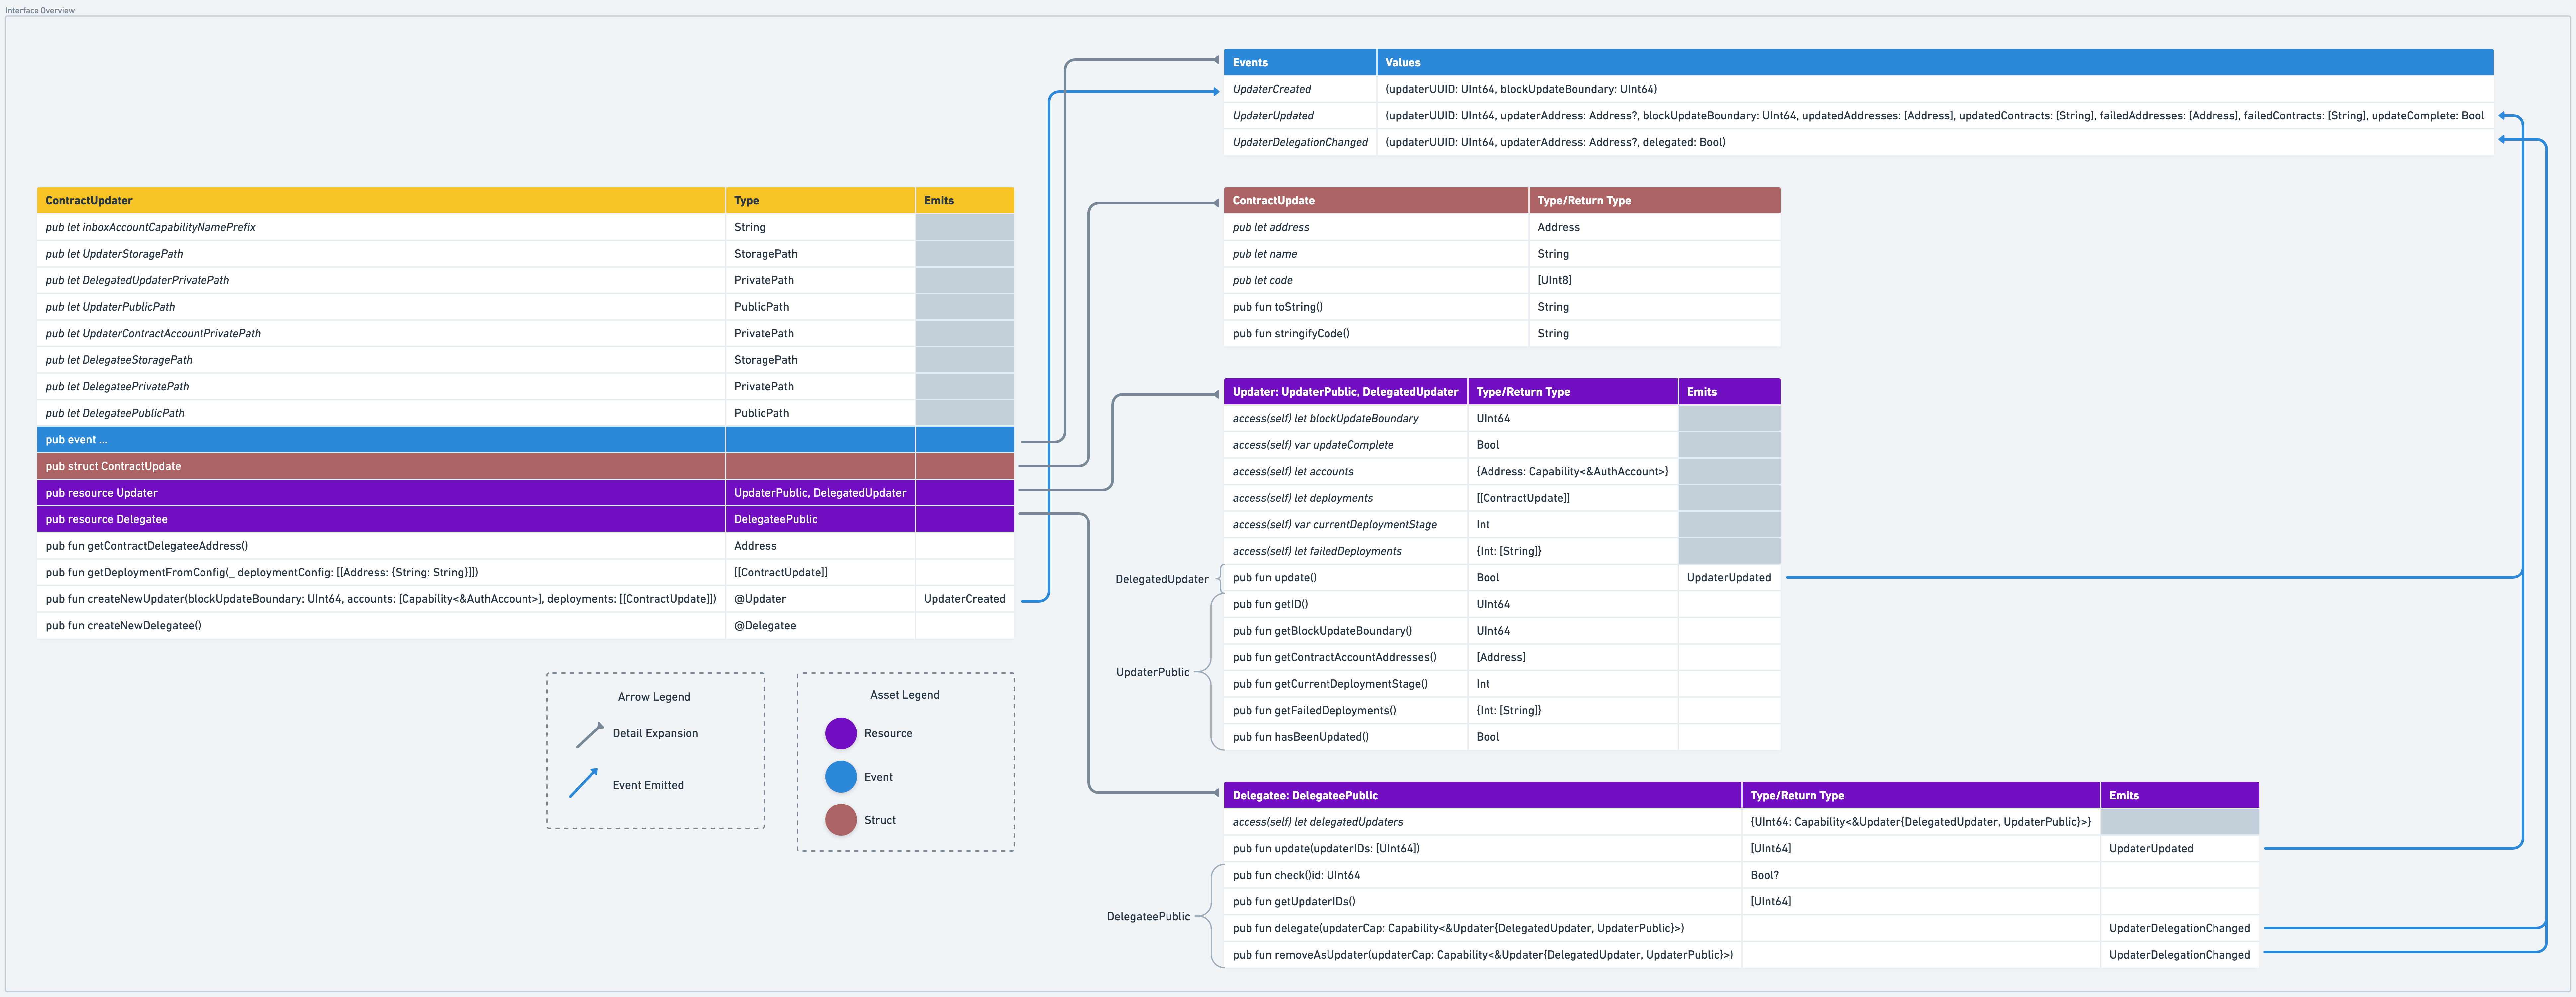 Interface Overview
Events Values
UpdaterCreated (updaterUUID: UInt64, blockUpdateBoundary: UInt64)
UpdaterUpdated (updaterUUID: UInt64, updaterAddress: Address?, blockUpdateBoundary: UInt64, updatedAddresses: [Address], updatedContracts: [String], failedAddresses: [Address], failedContracts: [String], updateComplete: Bool
UpdaterDelegationChanged (updaterUUID: UInt64, updaterAddress: Address?, delegated: Bool)
ContractUpdater Type Emits
pub let inboxAccountCapabilityNamePrefix String
pub let UpdaterStoragePath StoragePath
pub let DelegatedUpdaterPrivatePath PrivatePath
pub let UpdaterPublicPath PublicPath
pub let UpdaterContractAccountPrivatePath PrivatePath
pub let DelegateeStoragePath StoragePath
pub let DelegateePrivatePath PrivatePath
pub let DelegateePublicPath PublicPath
pub event ...
pub struct ContractUpdate
pub resource Updater UpdaterPublic, DelegatedUpdater
pub resource Delegatee DelegateePublic
pub fun getContractDelegateeAddress() Address
pub fun getDeploymentFromConfig(_ deploymentConfig: [[Address: {String: String}]]) [[ContractUpdate]]
pub fun createNewUpdater(blockUpdateBoundary: UInt64, accounts: [Capability<&AuthAccount>], deployments: [[ContractUpdate]]) @Updater UpdaterCreated
pub fun createNewDelegatee() @Delegatee
ContractUpdate Type/Return Type
pub let address Address
pub let name String
pub let code [UInt8]
pub fun toString() String
pub fun stringifyCode() String
Updater: UpdaterPublic, DelegatedUpdater Type/Return Type Emits
access(self) let blockUpdateBoundary UInt64
access(self) var updateComplete Bool
access(self) let accounts {Address: Capability<&AuthAccount>}
access(self) let deployments [[ContractUpdate]]
access(self) var currentDeploymentStage Int
access(self) let failedDeployments {Int: [String]}
DelegatedUpdater pub fun update() Bool UpdaterUpdated
pub fun getID() UInt64
pub fun getBlockUpdateBoundary() UInt64
pub fun getContractAccountAddresses() [Address]
UpdaterPublic
pub fun getCurrentDeploymentStage() Int
pub fun getFailedDeployments() {Int: [String]}
pub fun hasBeenUpdated() Bool
Arrow Legend
Detail Expansion
Event Emitted
Asset Legend
Resource
Event
Struct
Delegatee: DelegateePublic Type/Return Type Emits
access(self) let delegatedUpdaters {UInt64: Capability<&Updater{DelegatedUpdater, UpdaterPublic}>}
pub fun update(updaterIDs: [UInt64]) [UInt64] UpdaterUpdated
pub fun check()id: UInt64 Bool?
pub fun getUpdaterIDs() [UInt64]
DelegateePublic
pub fun delegate(updaterCap: Capability<&Updater{DelegatedUpdater, UpdaterPublic}>) UpdaterDelegationChanged
pub fun removeAsUpdater(updaterCap: Capability<&Updater{DelegatedUpdater, UpdaterPublic}>) UpdaterDelegationChanged